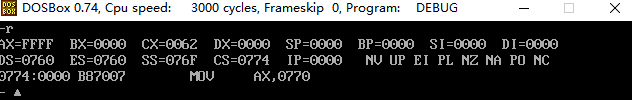 DOSBox 0.74, Cpu speed: 3000 cycles, Frameskip 0, Program: DEBUG
-r
AX=FFFF BX=0000 CX=0062 DX=0000 SP=0000 BP=0000 SI=0000 DI=0000
DS=0760 ES=0760 SS=076F CS=0774 IP=0000 NV UP EI PL NZ NA PO NC
0774:0000 B87007 MOV AX,0770
-